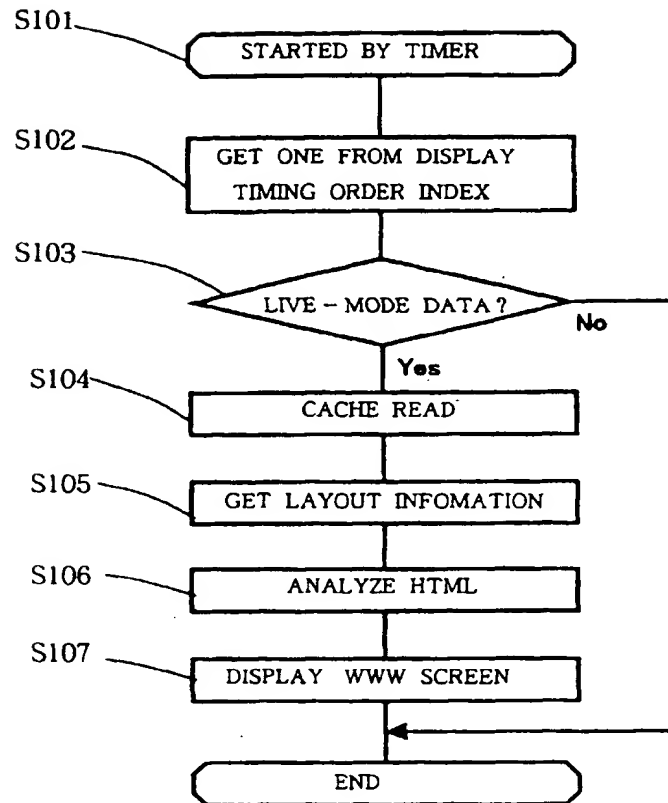 S101
STARTED BY TIMER
S102
GET ONE FROM DISPLAY
TIMING ORDER INDEX
S103
LIVE - MODE DATA?
No
Yes
S104
CACHE READ
S105
GET LAYOUT INFOMATION
S106
ANALYZE HTML
S107
DISPLAY WWW SCREEN
END